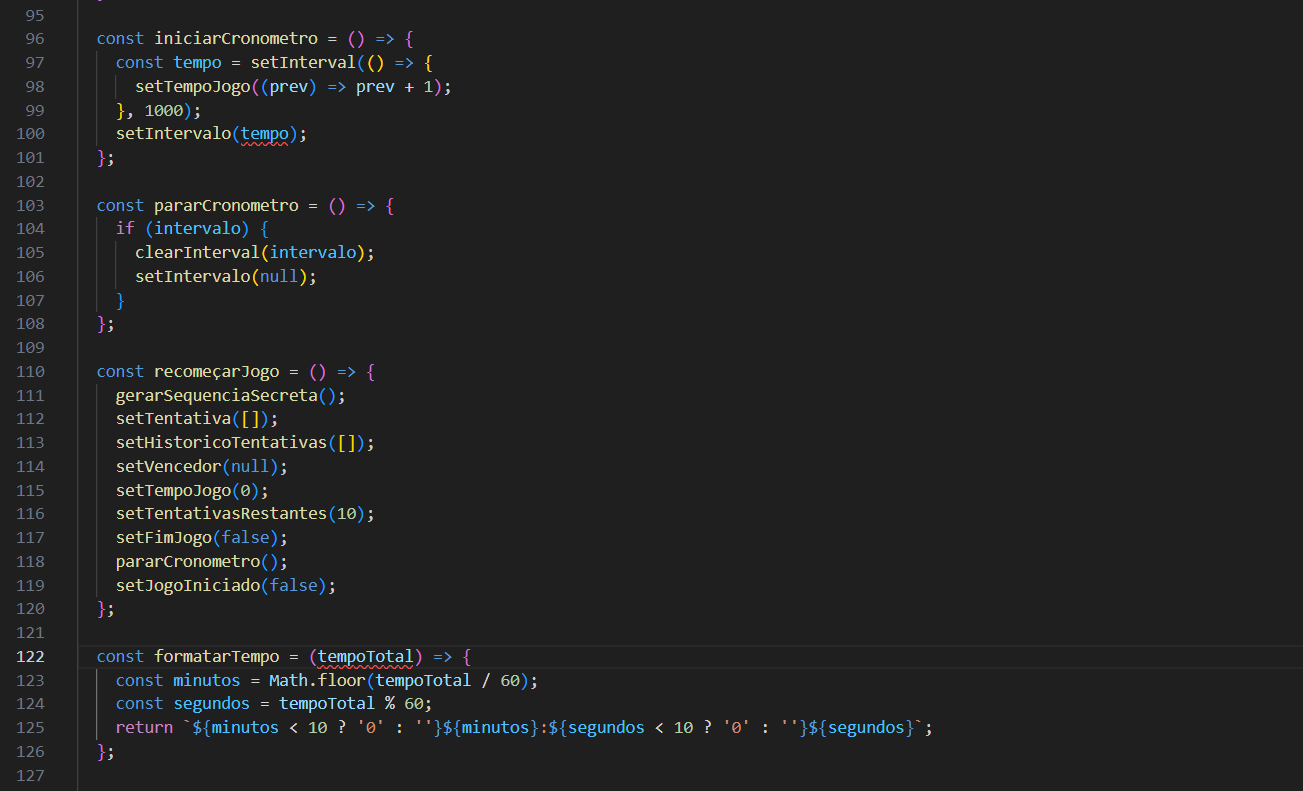 95
96 const iniciarCronometro = () => {
97 const tempo = setInterval(() => {
98 setTempoJogo((prev) => prev + 1);
99 }, 1000);
100 setIntervalo(tempo);
101 };
102
103 const pararCronometro = () => {
104 if (intervalo) {
105 clearInterval(intervalo);
106 setIntervalo(null);
107 }
108 };
109
110 const recomeçarJogo = () => {
111 gerarSequenciaSecreta();
112 setTentativa([]);
113 setHistoricoTentativas([]);
114 setVencedor(null);
115 setTempoJogo(0);
116 setTentativasRestantes(10);
117 setFimJogo(false);
118 pararCronometro();
119 setJogoIniciado(false);
120 };
121
122 const formatarTempo = (tempoTotal) => {
123 const minutos = Math.floor(tempoTotal / 60);
124 const segundos = tempoTotal % 60;
125 return `${minutos < 10 ? '0' : ''}${minutos}:${segundos < 10 ? '0' : ''}${segundos}`;
126 };
127